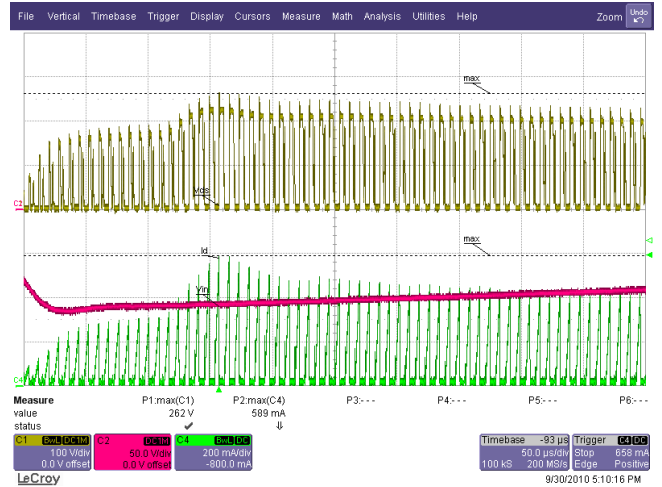 File Vertical Timebase Trigger Display Cursors Measure Math Analysis Utilities Help Zoom Undo
max
Vds
C2
max
Id
Vin
C4
Measure P1:max(C1) P2:max(C4) P3:--- P4:--- P5:--- P6:---
value 262 V 589 mA
status
C1 BwL DC1M C2 DC1M C4 BwL DC Timebase -93 µs Trigger C4 DC
100 V/div 50.0 V/div 200 mA/div 50.0 µs/div Stop 658 mA
0.0 V offset 0.0 V offset -800.0 mA 100 kS 200 MS/s Edge Positive
LeCroy 9/30/2010 5:10:16 PM